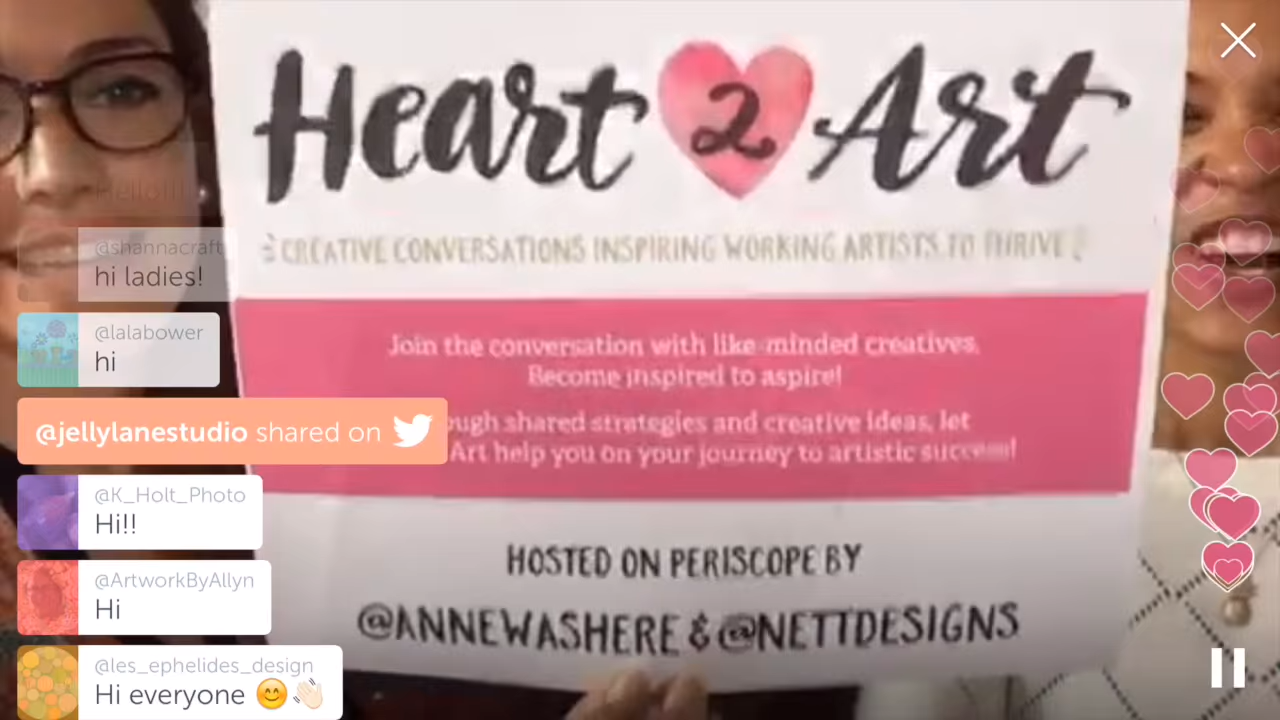 Heart 2 Art
CREATIVE CONVERSATIONS INSPIRING WORKING ARTISTS TO THRIVE
Join the conversation with like-minded creatives.
Become inspired to aspire!
ugh shared strategies and creative ideas, let
Art help you on your journey to artistic success!
HOSTED ON PERISCOPE BY
@ANNEWASHERE & @NETTDESIGNS
Hello!!!
@shannacraft
hi ladies!
@lalabower
hi
@jellylanestudio shared on
@K_Holt_Photo
Hi!!
@ArtworkByAllyn
Hi
@les_ephelides_design
Hi everyone 😊👋🏻